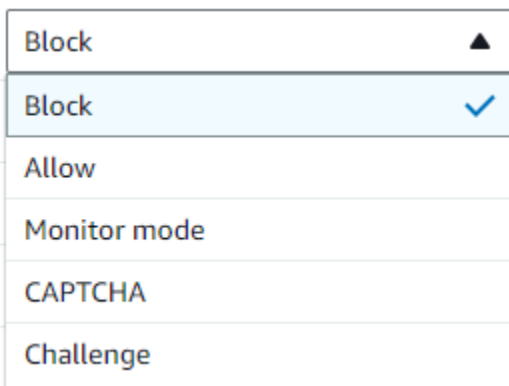 Block
Block
Allow
Monitor mode
CAPTCHA
Challenge